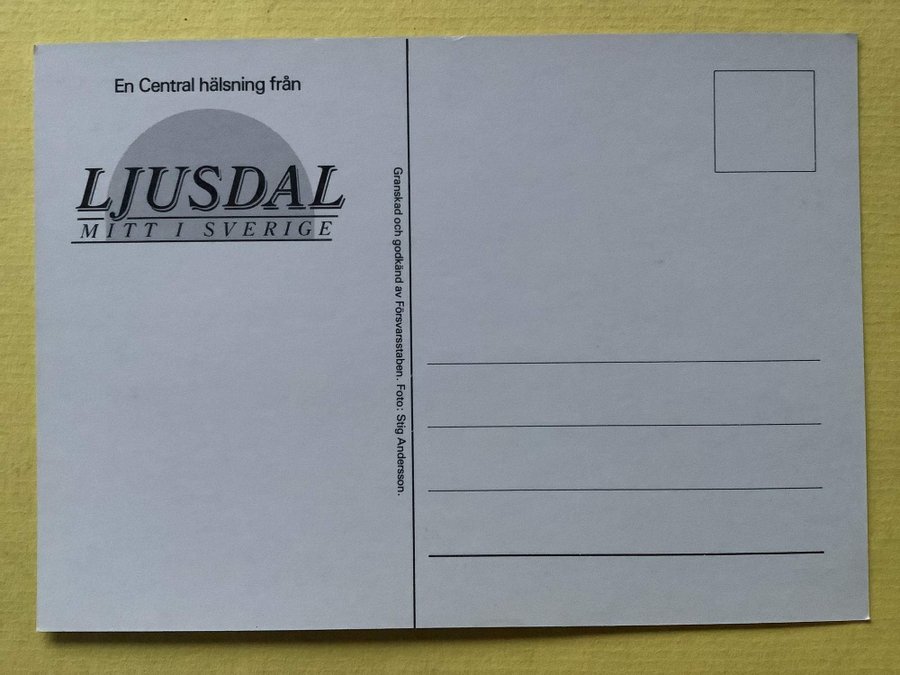 En Central hälsning från
LJUSDAL
MITT I SVERIGE
Granskad och godkänd av Försvarsstaben. Foto: Stig Andersson.